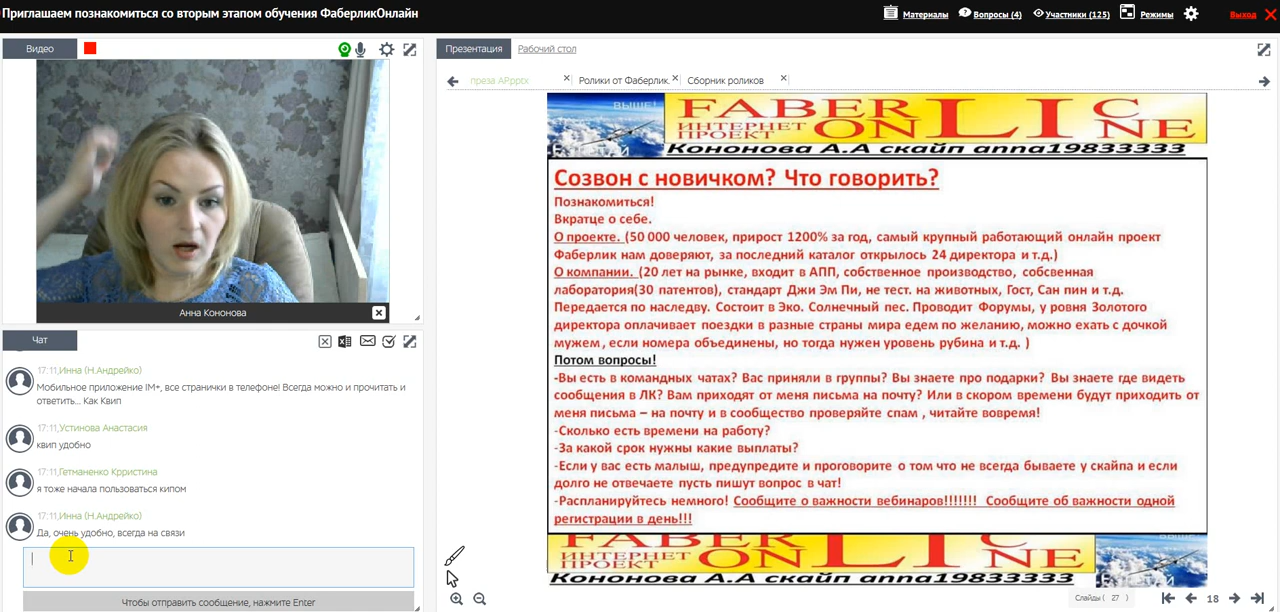 Приглашаем познакомиться со вторым этапом обучения ФаберликОнлайн
Материалы
Вопросы (4)
Участники (125)
Режимы
Выход
Видео
Анна Кононова
Чат
17:11,Инна (Н.Андрейко)
Мобильное приложение IM+, все странички в телефоне! Всегда можно и прочитать и
ответить... Как Квип
17:11,Устинова Анастасия
квип удобно
17:11,Гетманенко Крристина
я тоже начала пользоваться кипом
17:11,Инна (Н.Андрейко)
Да, очень удобно, всегда на связи
Чтобы отправить сообщение, нажмите Enter
Презентация
Рабочий стол
преза APpptx
Ролики от Фаберлик.
Сборник роликов
ВЫШЕ!
FABERLIC
ИНТЕРНЕТ
ПРОЕКТ
ONLINE
Кононова А.А скайп anna19833333
Созвон с новичком? Что говорить?
Познакомиться!
Вкратце о себе.
О проекте. (50 000 человек, прирост 1200% за год, самый крупный работающий онлайн проект
Фаберлик нам доверяют, за последний каталог открылось 24 директора и т.д.)
О компании. (20 лет на рынке, входит в АПП, собственное производство, собсвенная
лаборатория(30 патентов), стандарт Джи Эм Пи, не тест. на животных, Гост, Сан пин и т.д.
Передается по наследву. Состоит в Эко. Солнечный пес. Проводит Форумы, у ровня Золотого
директора оплачивает поездки в разные страны мира едем по желанию, можно ехать с дочкой
мужем , если номера объединены, но тогда нужен уровень рубина и т.д. )
Потом вопросы!
-Вы есть в командных чатах? Вас приняли в группы? Вы знаете про подарки? Вы знаете где видеть
сообщения в ЛК? Вам приходят от меня письма на почту? Или в скором времени будут приходить от
меня письма – на почту и в сообщество проверяйте спам , читайте вовремя!
-Сколько есть времени на работу?
-За какой срок нужны какие выплаты?
-Если у вас есть малыш, предупредите и проговорите о том что не всегда бываете у скайпа и если
долго не отвечаете пусть пишут вопрос в чат!
-Распланируйтесь немного! Сообщите о важности вебинаров!!!!!!! Сообщите об важности одной
регистрации в день!!!
ИНТЕРНЕТ
ПРОЕКТ
ONLINE
Кононова А.А скайп anna19833333
Слайды ( 27 )
18